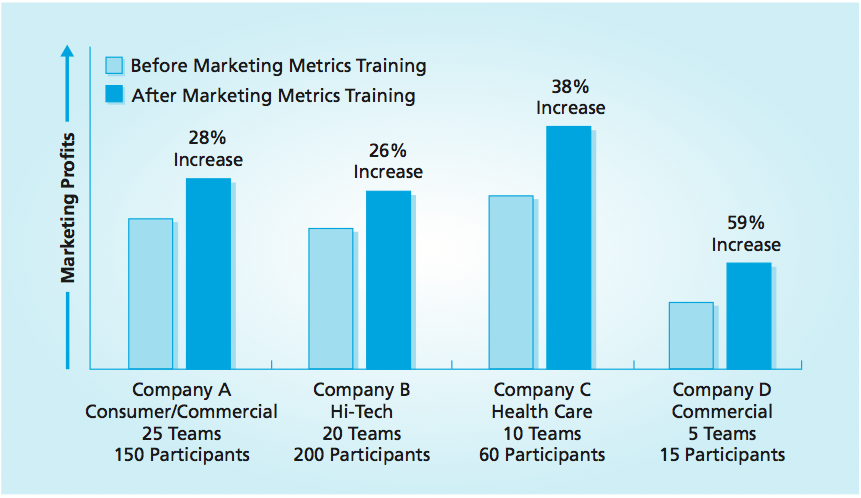 Before Marketing Metrics Training
After Marketing Metrics Training
Marketing Profits
28%
Increase
26%
Increase
38%
Increase
59%
Increase
Company A
Consumer/Commercial
25 Teams
150 Participants
Company B
Hi-Tech
20 Teams
200 Participants
Company C
Health Care
10 Teams
60 Participants
Company D
Commercial
5 Teams
15 Participants